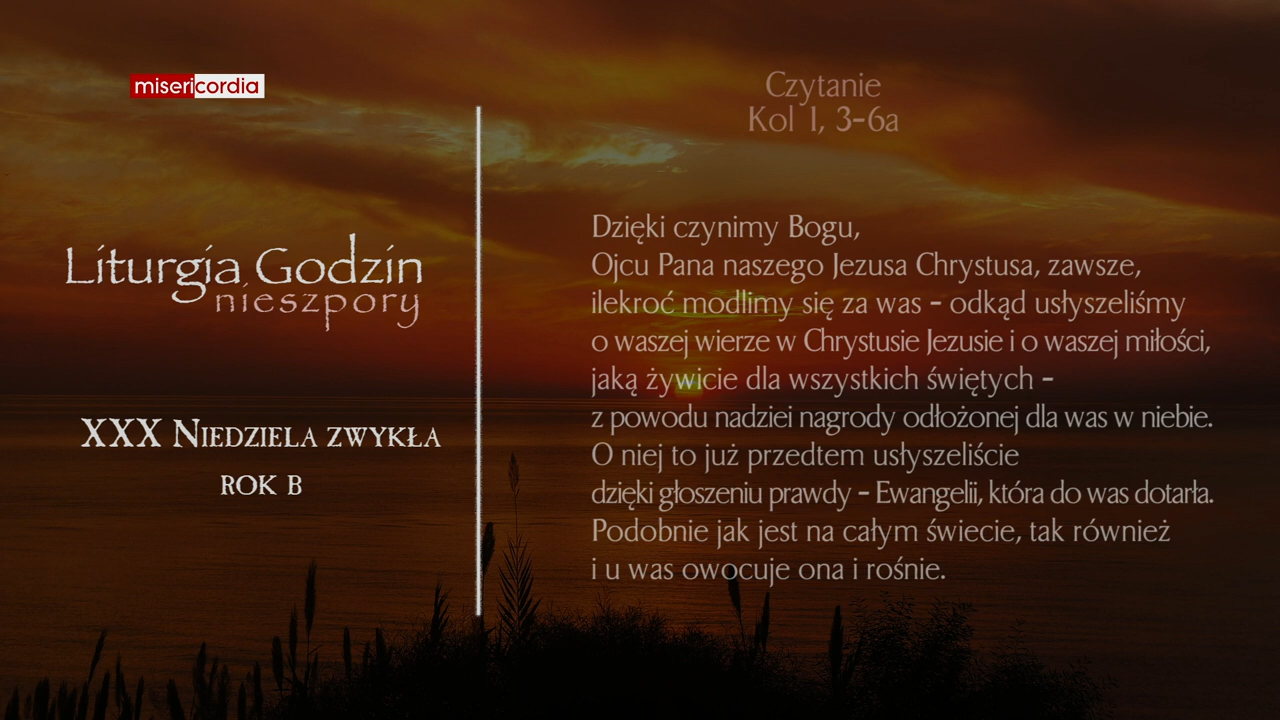 misericordia
Liturgia Godzin
nieszpory
XXX Niedziela zwykła
rok B
Czytanie
Kol 1, 3-6a
Dzięki czynimy Bogu,
Ojcu Pana naszego Jezusa Chrystusa, zawsze,
ilekroć modlimy się za was - odkąd usłyszeliśmy
o waszej wierze w Chrystusie Jezusie i o waszej miłości,
jaką żywicie dla wszystkich świętych -
z powodu nadziei nagrody odłożonej dla was w niebie.
O niej to już przedtem usłyszeliście
dzięki głoszeniu prawdy - Ewangelii, która do was dotarła.
Podobnie jak jest na całym świecie, tak również
i u was owocuje ona i rośnie.